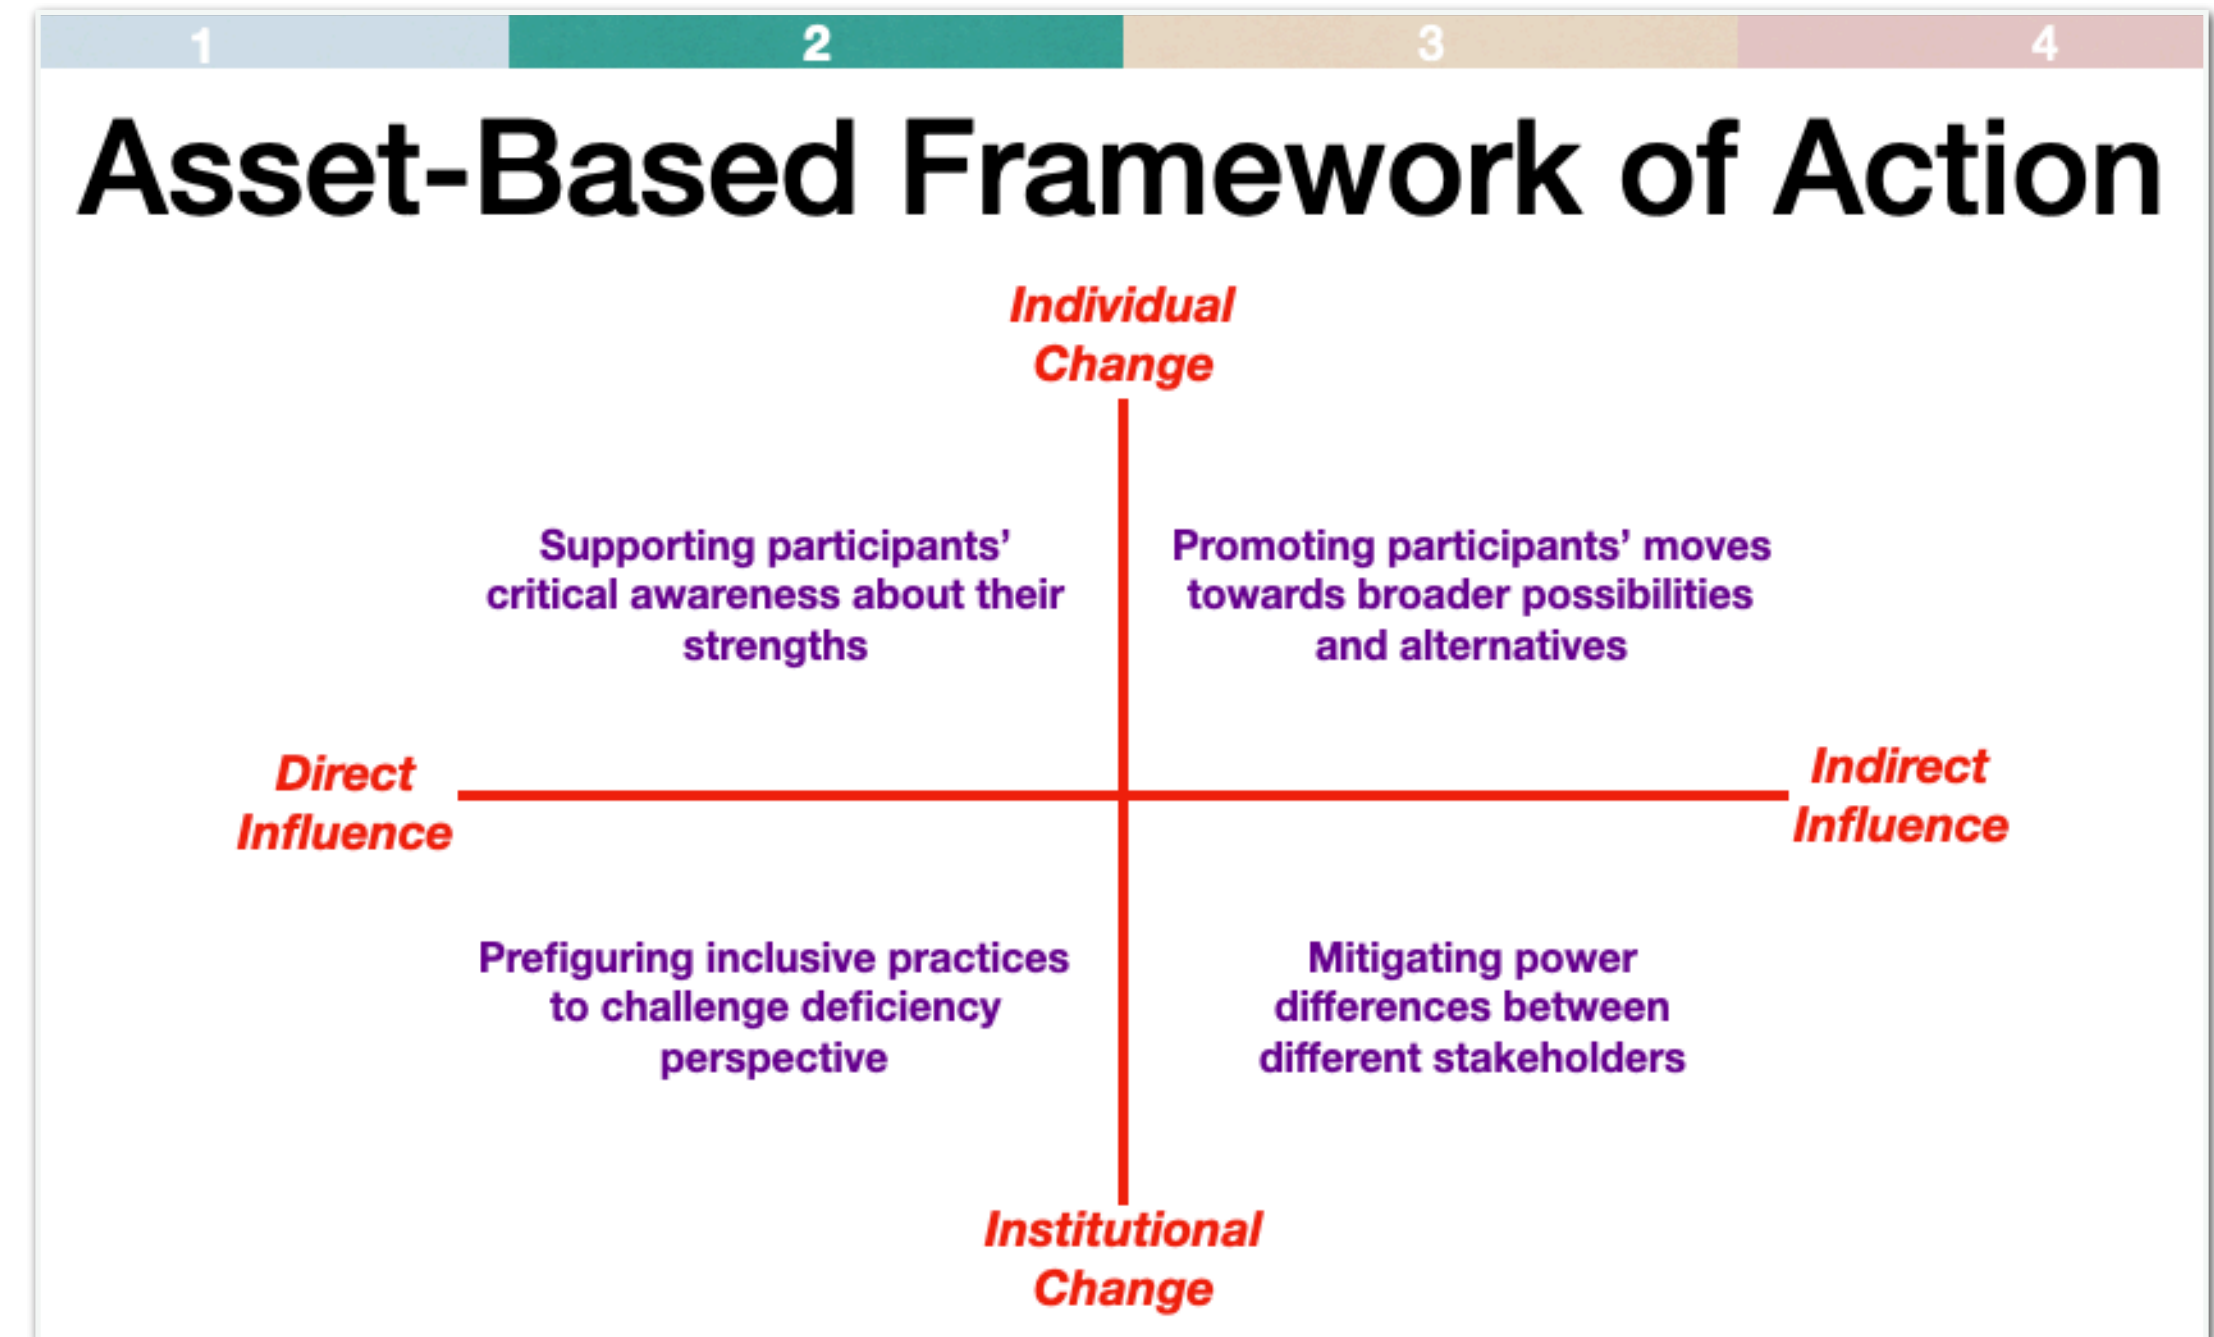 1
2
3
4
Asset-Based Framework of Action
Individual
Change
Supporting participants’
critical awareness about their
strengths
Promoting participants’ moves
towards broader possibilities
and alternatives
Direct
Influence
Indirect
Influence
Prefiguring inclusive practices
to challenge deficiency
perspective
Mitigating power
differences between
different stakeholders
Institutional
Change